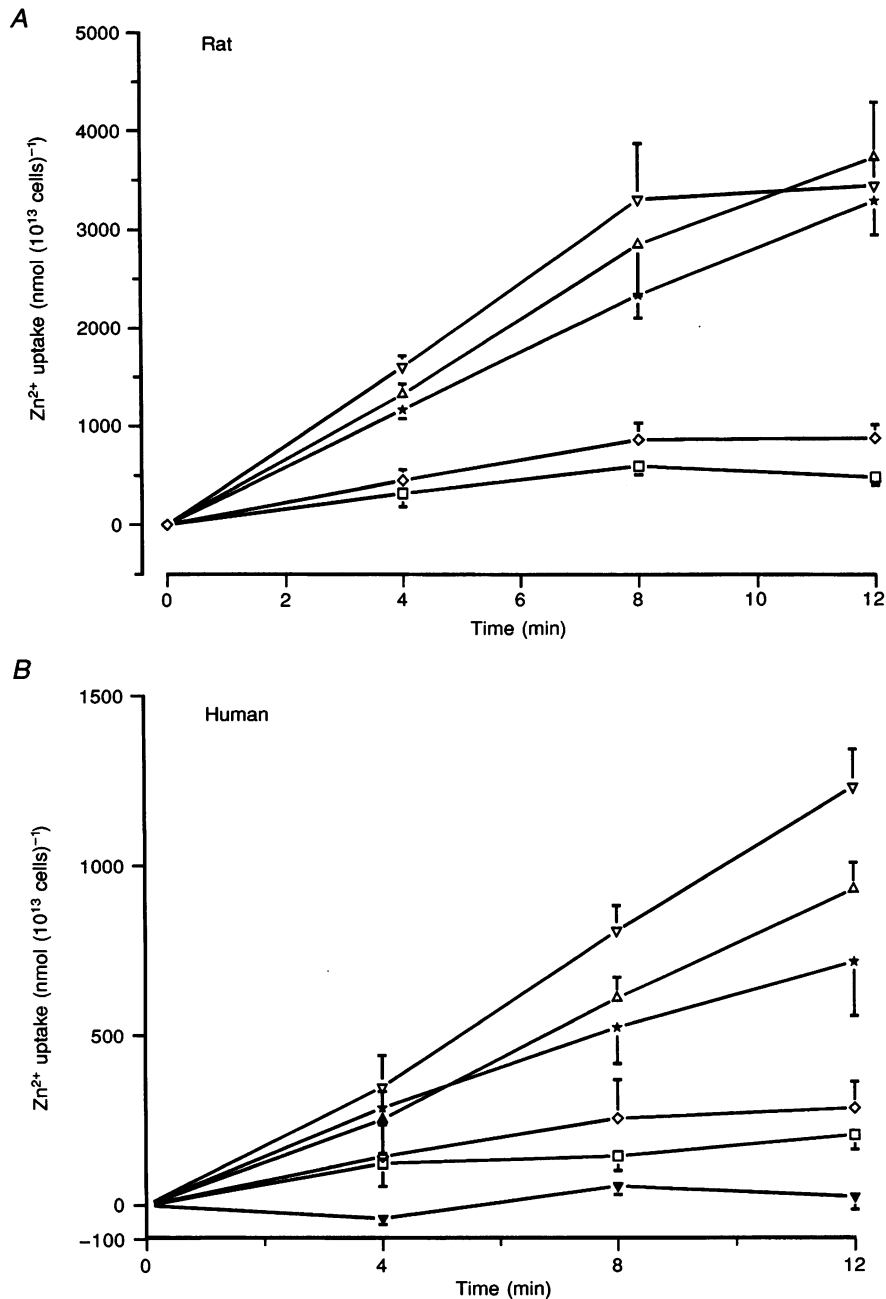 A
Rat
5000
4000
3000
2000
1000
0
Zn²⁺ uptake (nmol (10¹³ cells)⁻¹)
0 2 4 6 8 10 12
Time (min)
B
Human
1500
1000
500
0
−100
Zn²⁺ uptake (nmol (10¹³ cells)⁻¹)
0 4 8 12
Time (min)